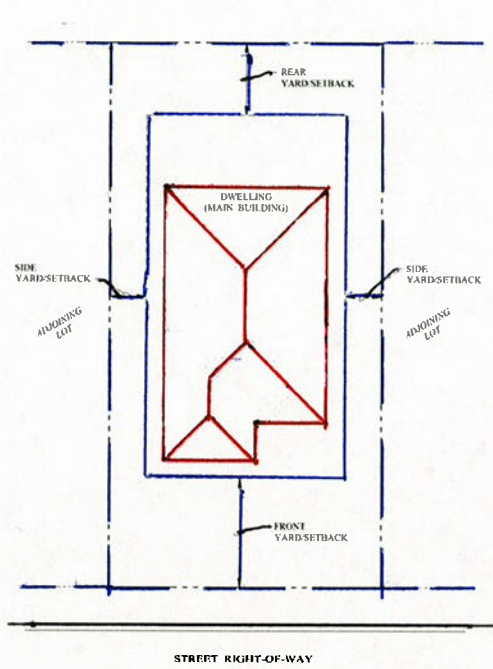 REAR
YARD/SETBACK
DWELLING
(MAIN BUILDING)
SIDE
YARD/SETBACK
SIDE
YARD/SETBACK
ADJOINING
LOT
ADJOINING
LOT
FRONT
YARD/SETBACK
STREET RIGHT-OF-WAY